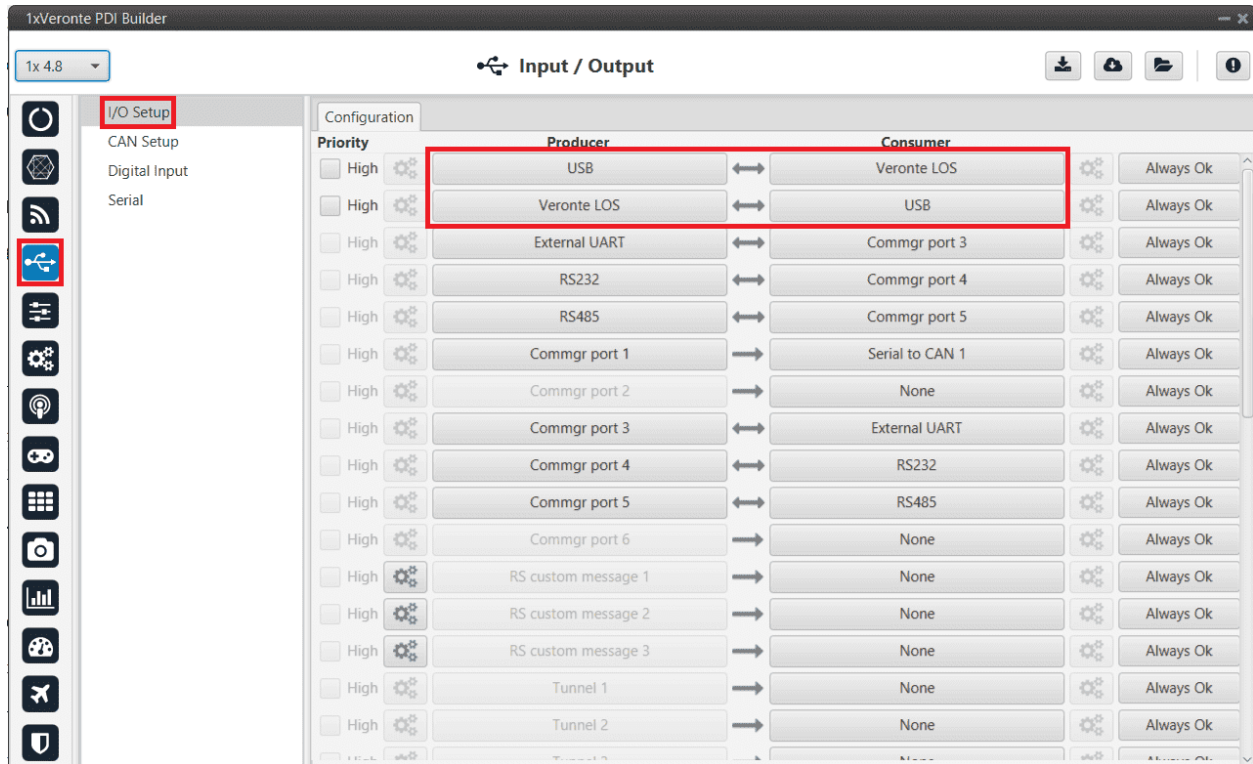 1xVeronte PDI Builder
1x 4.8
Input / Output
I/O Setup
CAN Setup
Digital Input
Serial
Configuration
Priority Producer Consumer
High USB Veronte LOS Always Ok
High Veronte LOS USB Always Ok
High External UART Commgr port 3 Always Ok
High RS232 Commgr port 4 Always Ok
High RS485 Commgr port 5 Always Ok
High Commgr port 1 Serial to CAN 1 Always Ok
High Commgr port 2 None Always Ok
High Commgr port 3 External UART Always Ok
High Commgr port 4 RS232 Always Ok
High Commgr port 5 RS485 Always Ok
High Commgr port 6 None Always Ok
High RS custom message 1 None Always Ok
High RS custom message 2 None Always Ok
High RS custom message 3 None Always Ok
High Tunnel 1 None Always Ok
High Tunnel 2 None Always Ok